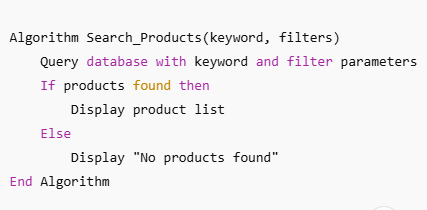 Algorithm Search_Products(keyword, filters)
    Query database with keyword and filter parameters
    If products found then
        Display product list
    Else
        Display "No products found"
End Algorithm